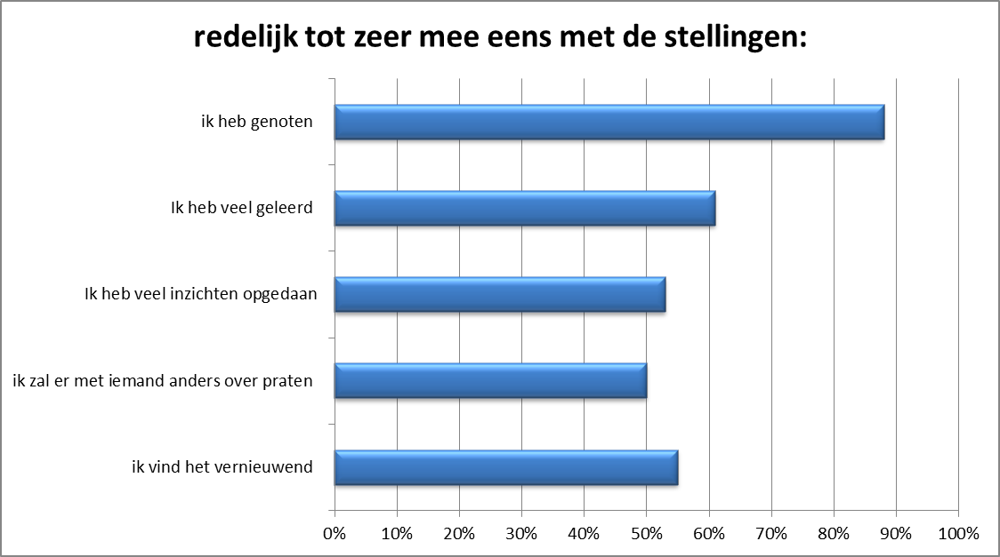 redelijk tot zeer mee eens met de stellingen:
ik heb genoten
Ik heb veel geleerd
Ik heb veel inzichten opgedaan
ik zal er met iemand anders over praten
ik vind het vernieuwend
0% 10% 20% 30% 40% 50% 60% 70% 80% 90% 100%